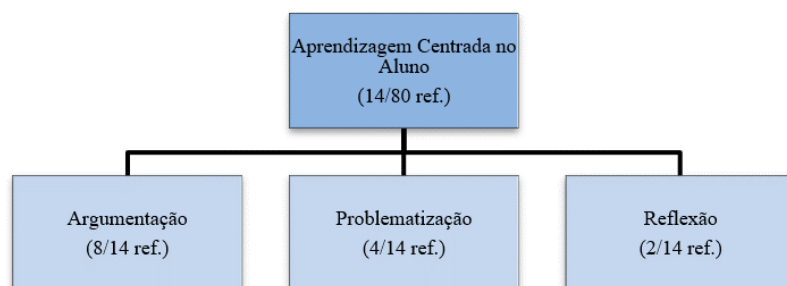 Aprendizagem Centrada no
Aluno
(14/80 ref.)
Argumentação
(8/14 ref.)
Problematização
(4/14 ref.)
Reflexão
(2/14 ref.)